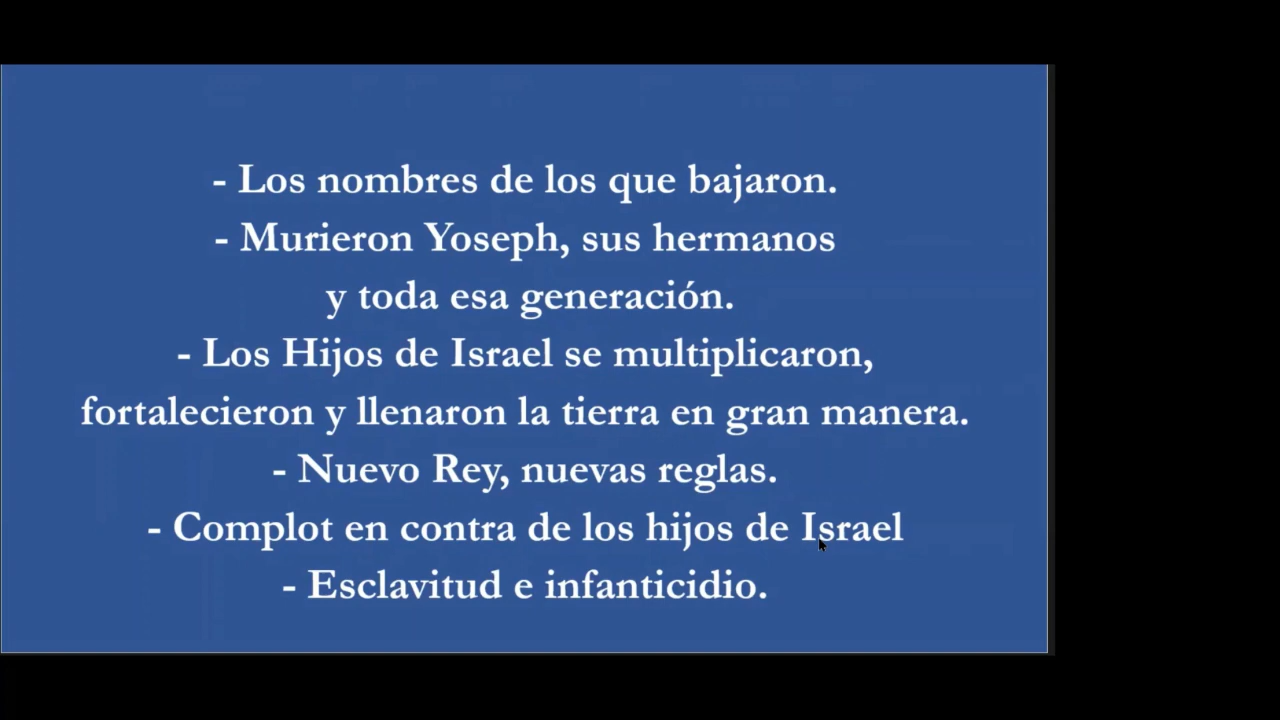 - Los nombres de los que bajaron.
- Murieron Yoseph, sus hermanos
y toda esa generación.
- Los Hijos de Israel se multiplicaron,
fortalecieron y llenaron la tierra en gran manera.
- Nuevo Rey, nuevas reglas.
- Complot en contra de los hijos de Israel
- Esclavitud e infanticidio.